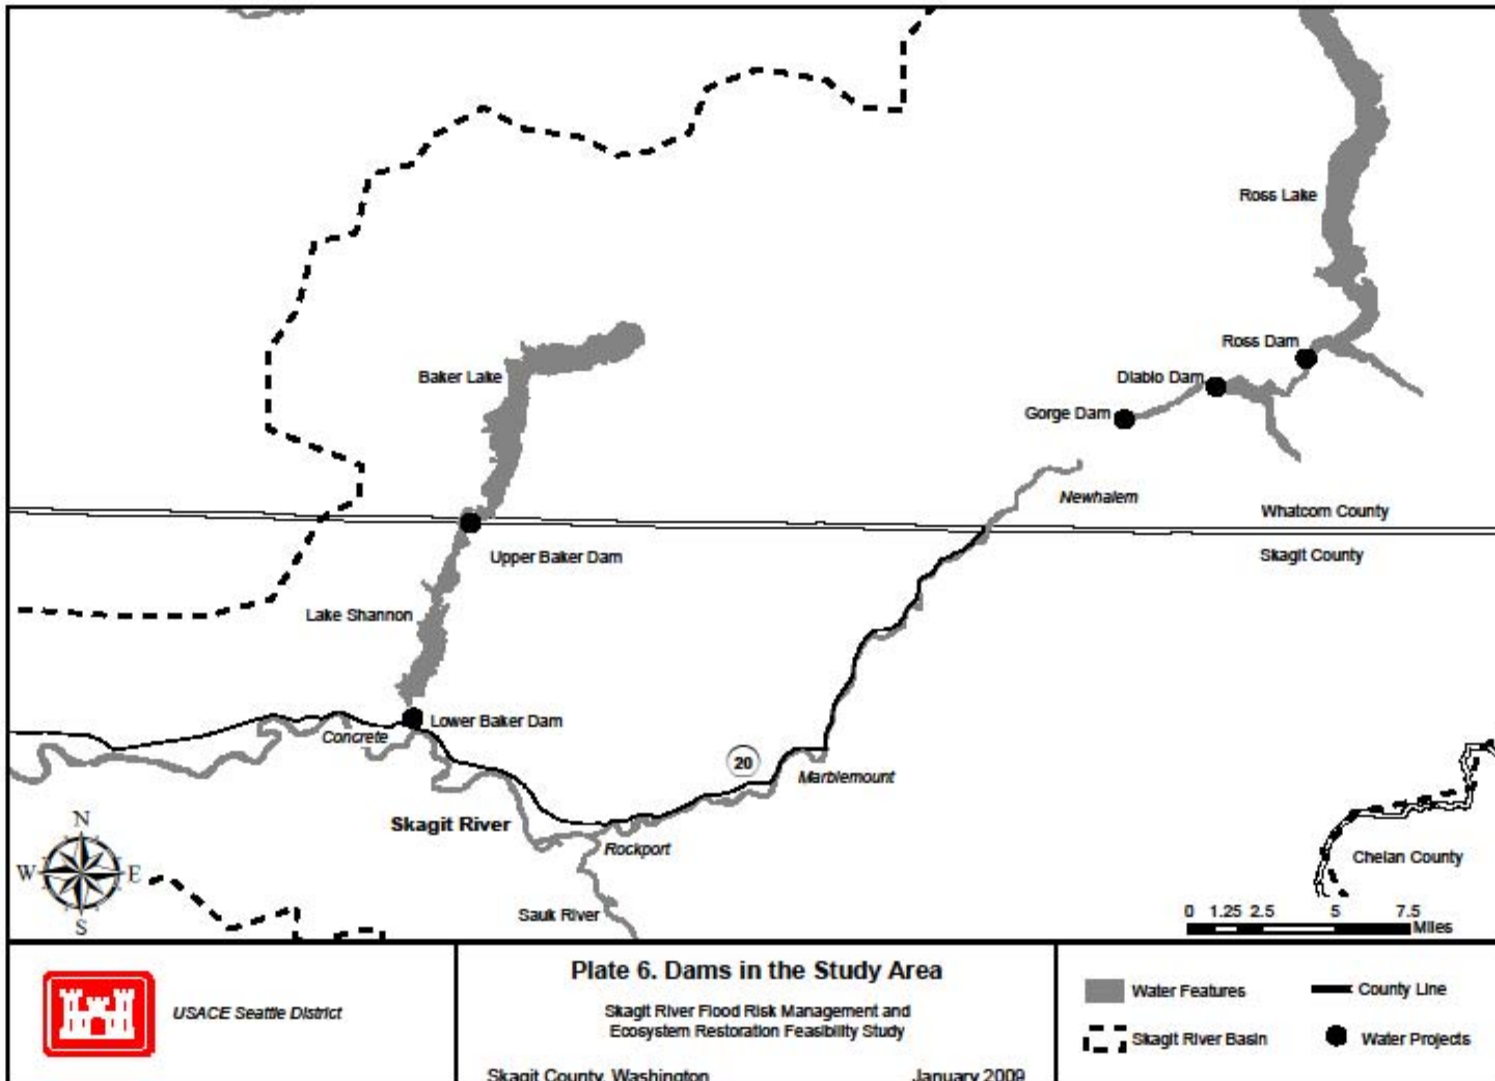 Ross Lake
Ross Dam
Baker Lake
Diablo Dam
Gorge Dam
Newhalem
Whatcom County
Upper Baker Dam
Skagit County
Lake Shannon
Lower Baker Dam
Concrete
20
Marblemount
Skagit River
Rockport
Chelan County
N
W E
S
Sauk River
0 1.25 2.5 5 7.5
Miles
USACE Seattle District
Plate 6. Dams in the Study Area
Skagit River Flood Risk Management and
Ecosystem Restoration Feasibility Study
Skagit County, Washington January 2009
Water Features County Line
Skagit River Basin Water Projects